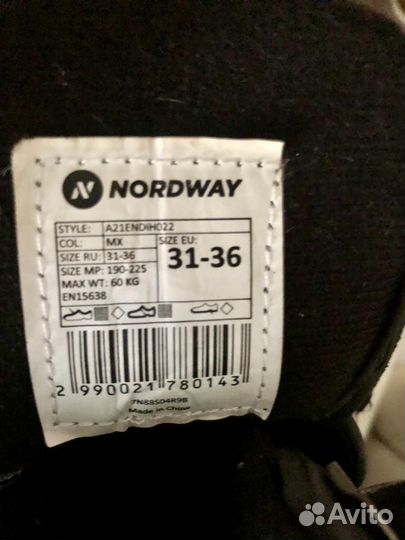 NORDWAY
STYLE: A21ENDIH022
COL: MX
SIZE RU: 31-36
SIZE MP: 190-225
MAX WT: 60 KG
EN15638
SIZE EU:
31-36
2 990021 780143
7N88S04R9B
Made in China
Avito